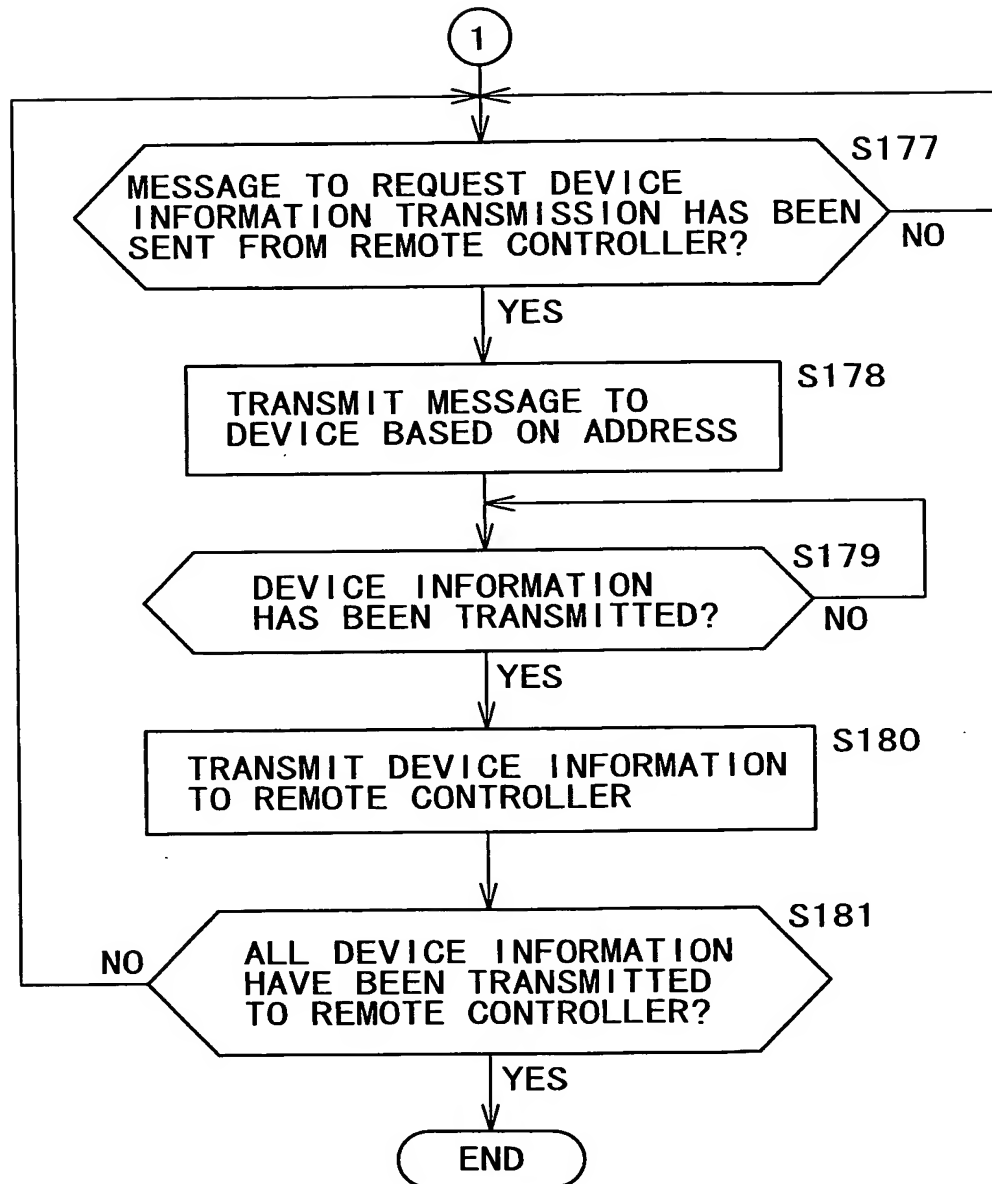 1
S177
MESSAGE TO REQUEST DEVICE
INFORMATION TRANSMISSION HAS BEEN
SENT FROM REMOTE CONTROLLER?
NO
YES
S178
TRANSMIT MESSAGE TO
DEVICE BASED ON ADDRESS
S179
DEVICE INFORMATION
HAS BEEN TRANSMITTED?
NO
YES
S180
TRANSMIT DEVICE INFORMATION
TO REMOTE CONTROLLER
S181
NO
ALL DEVICE INFORMATION
HAVE BEEN TRANSMITTED
TO REMOTE CONTROLLER?
YES
END